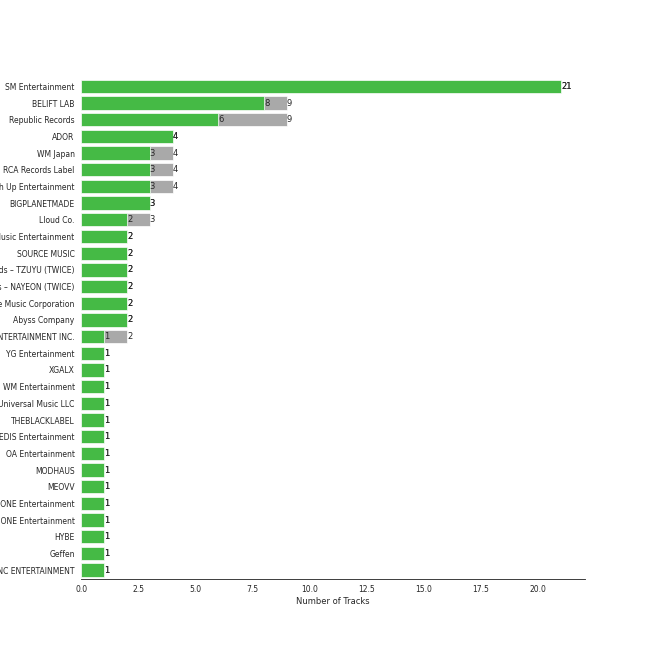 SM Entertainment 21
BELIFT LAB 8 9
Republic Records 6 9
ADOR 4
WM Japan 3 4
RCA Records Label 3 4
h Up Entertainment 3 4
BIGPLANETMADE 3
Lloud Co. 2 3
Music Entertainment 2
SOURCE MUSIC 2
ds – TZUYU (TWICE) 2
s – NAYEON (TWICE) 2
e Music Corporation 2
Abyss Company 2
NTERTAINMENT INC. 1 2
YG Entertainment 1
XGALX 1
WM Entertainment 1
Universal Music LLC 1
THEBLACKLABEL 1
EDIS Entertainment 1
OA Entertainment 1
MODHAUS 1
MEOVV 1
ONE Entertainment 1
ONE Entertainment 1
HYBE 1
Geffen 1
NC ENTERTAINMENT 1
0.0 2.5 5.0 7.5 10.0 12.5 15.0 17.5 20.0
Number of Tracks